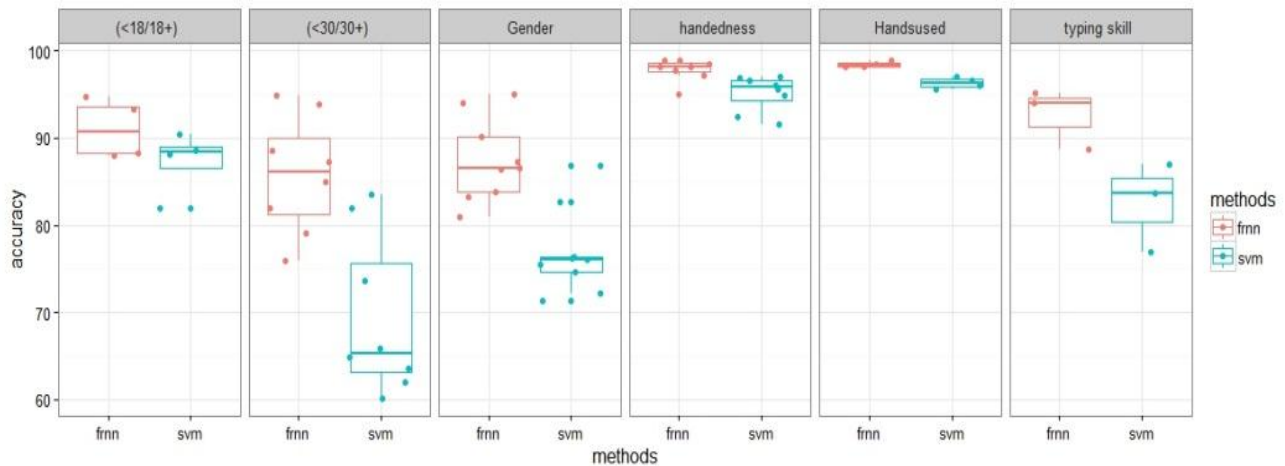 (<18/18+) (<30/30+) Gender handedness Handsused typing skill
100
90
80
70
60
accuracy
frnn svm frnn svm frnn svm frnn svm frnn svm frnn svm
methods
methods
frnn
svm